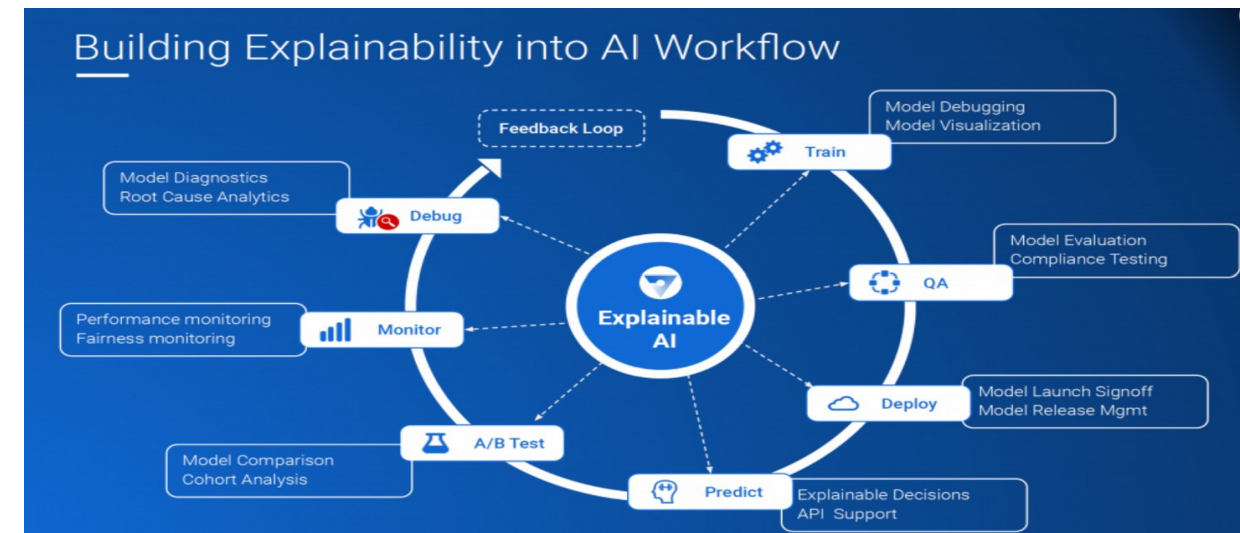 Building Explainability into AI Workflow
Feedback Loop
Train
Model Debugging
Model Visualization
QA
Model Evaluation
Compliance Testing
Deploy
Model Launch Signoff
Model Release Mgmt
Predict
Explainable Decisions
API Support
A/B Test
Model Comparison
Cohort Analysis
Monitor
Performance monitoring
Fairness monitoring
Debug
Model Diagnostics
Root Cause Analytics
Explainable
AI